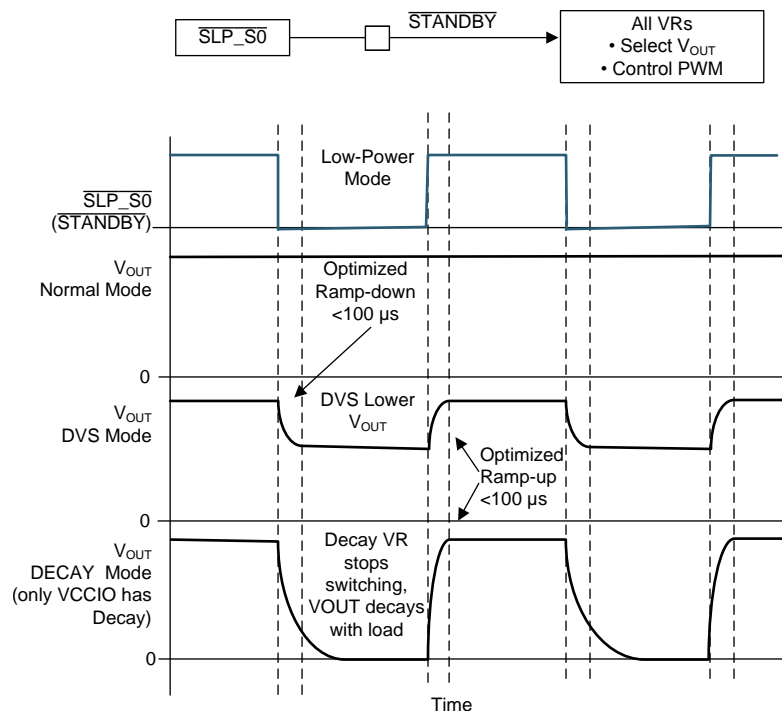 SLP_S0
STANDBY
All VRs
• Select VOUT
• Control PWM
Low-Power
Mode
SLP_S0
(STANDBY)
VOUT
Normal Mode
Optimized
Ramp-down
<100 µs
0
VOUT
DVS Mode
DVS Lower
VOUT
Optimized
Ramp-up
<100 µs
0
VOUT
DECAY Mode
(only VCCIO has
Decay)
Decay VR
stops
switching,
VOUT decays
with load
0
Time